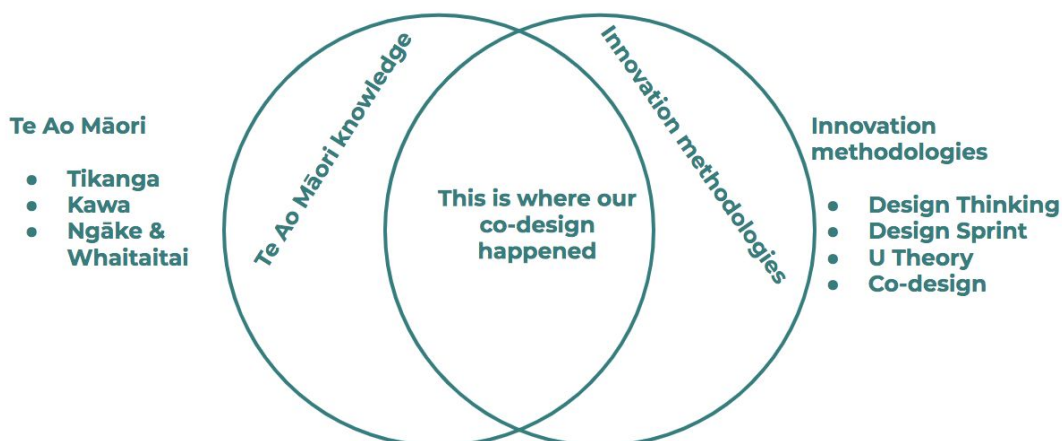 Te Ao Māori
• Tikanga
• Kawa
• Ngāke &
Whaitaitai
Te Ao Māori knowledge
This is where our
co-design
happened
Innovation methodologies
Innovation
methodologies
• Design Thinking
• Design Sprint
• U Theory
• Co-design